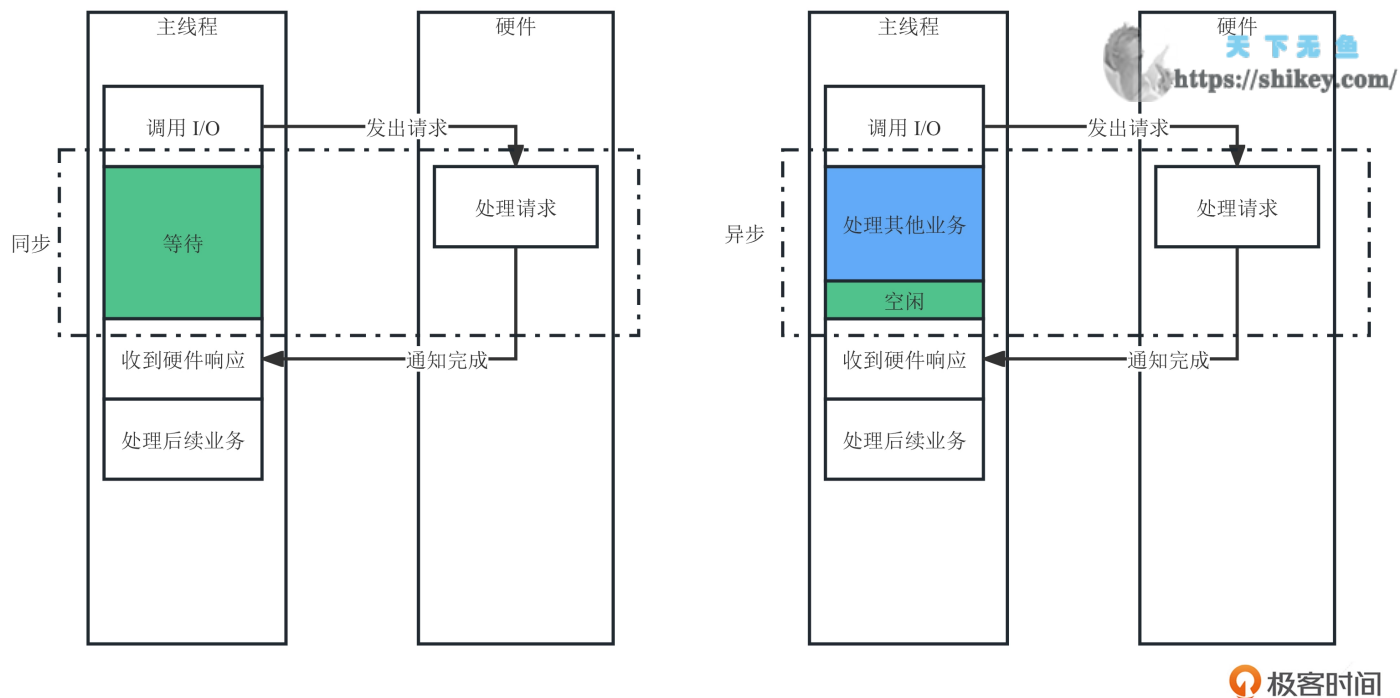 主线程
硬件
调用 I/O
发出请求
处理请求
同步
等待
收到硬件响应
通知完成
处理后续业务
主线程
硬件
天下无鱼
https://shikey.com/
调用 I/O
发出请求
处理请求
异步
处理其他业务
空闲
收到硬件响应
通知完成
处理后续业务
极客时间